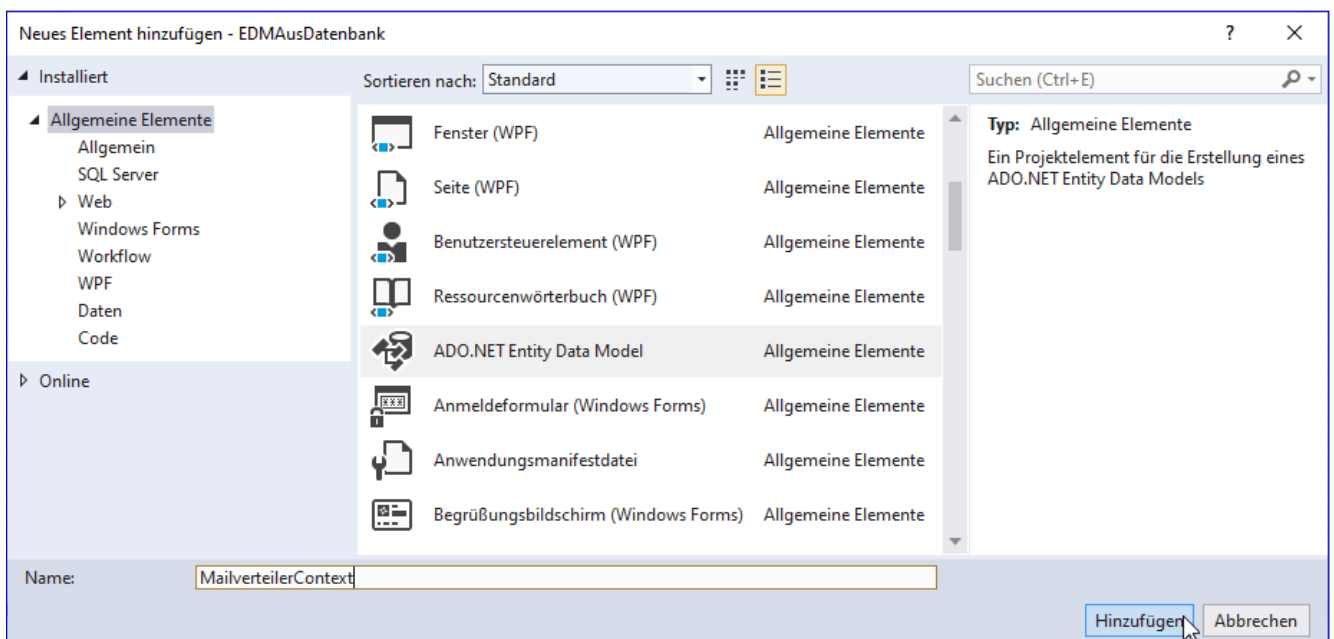 Neues Element hinzufügen - EDMAusDatenbank
?
Installiert
Sortieren nach: Standard
Suchen (Ctrl+E)
Allgemeine Elemente
Allgemein
SQL Server
Web
Windows Forms
Workflow
WPF
Daten
Code
Online
Fenster (WPF) Allgemeine Elemente
Seite (WPF) Allgemeine Elemente
Benutzersteuerelement (WPF) Allgemeine Elemente
Ressourcenwörterbuch (WPF) Allgemeine Elemente
ADO.NET Entity Data Model Allgemeine Elemente
Anmeldeformular (Windows Forms) Allgemeine Elemente
Anwendungsmanifestdatei Allgemeine Elemente
Begrüßungsbildschirm (Windows Forms) Allgemeine Elemente
Typ: Allgemeine Elemente
Ein Projektelement für die Erstellung eines
ADO.NET Entity Data Models
Name: MailverteilerContext
Hinzufügen Abbrechen